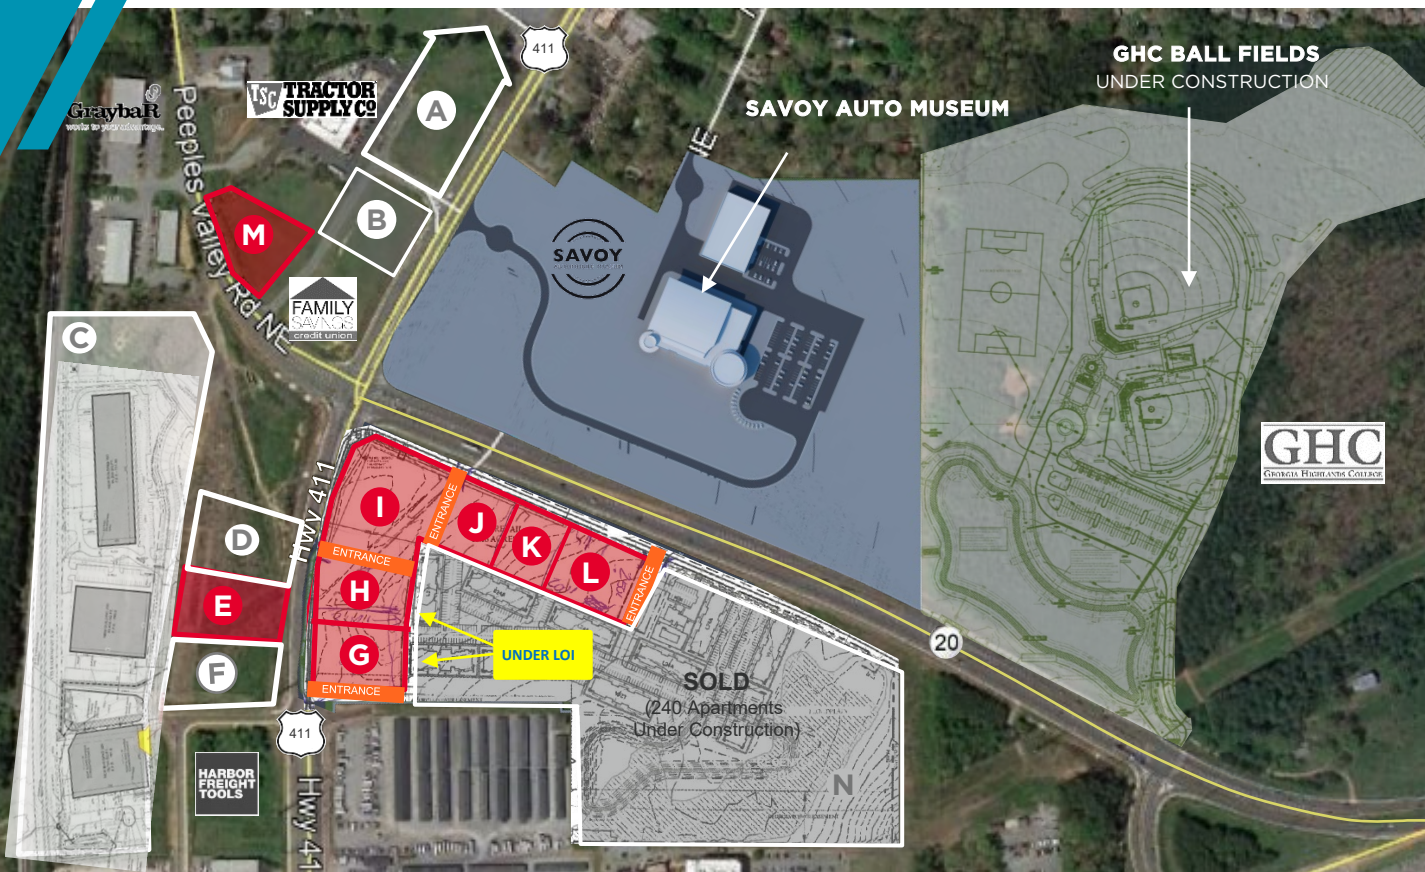 GHC BALL FIELDS
UNDER CONSTRUCTION
SAVOY AUTO MUSEUM
411
TSC TRACTOR
SUPPLY CO
GraybaR
works to your advantage.
A
B
M
Peeples Valley Rd NE
NE
SAVOY
FAMILY
SAVINGS
credit union
C
GHC
GEORGIA HIGHLANDS COLLEGE
Hwy 411
I
ENTRANCE
J
K
L
ENTRANCE
ENTRANCE
D
H
E
G
F
UNDER LOI
ENTRANCE
20
SOLD
(240 Apartments
Under Construction)
N
411
HARBOR
FREIGHT
TOOLS
Hwy 41